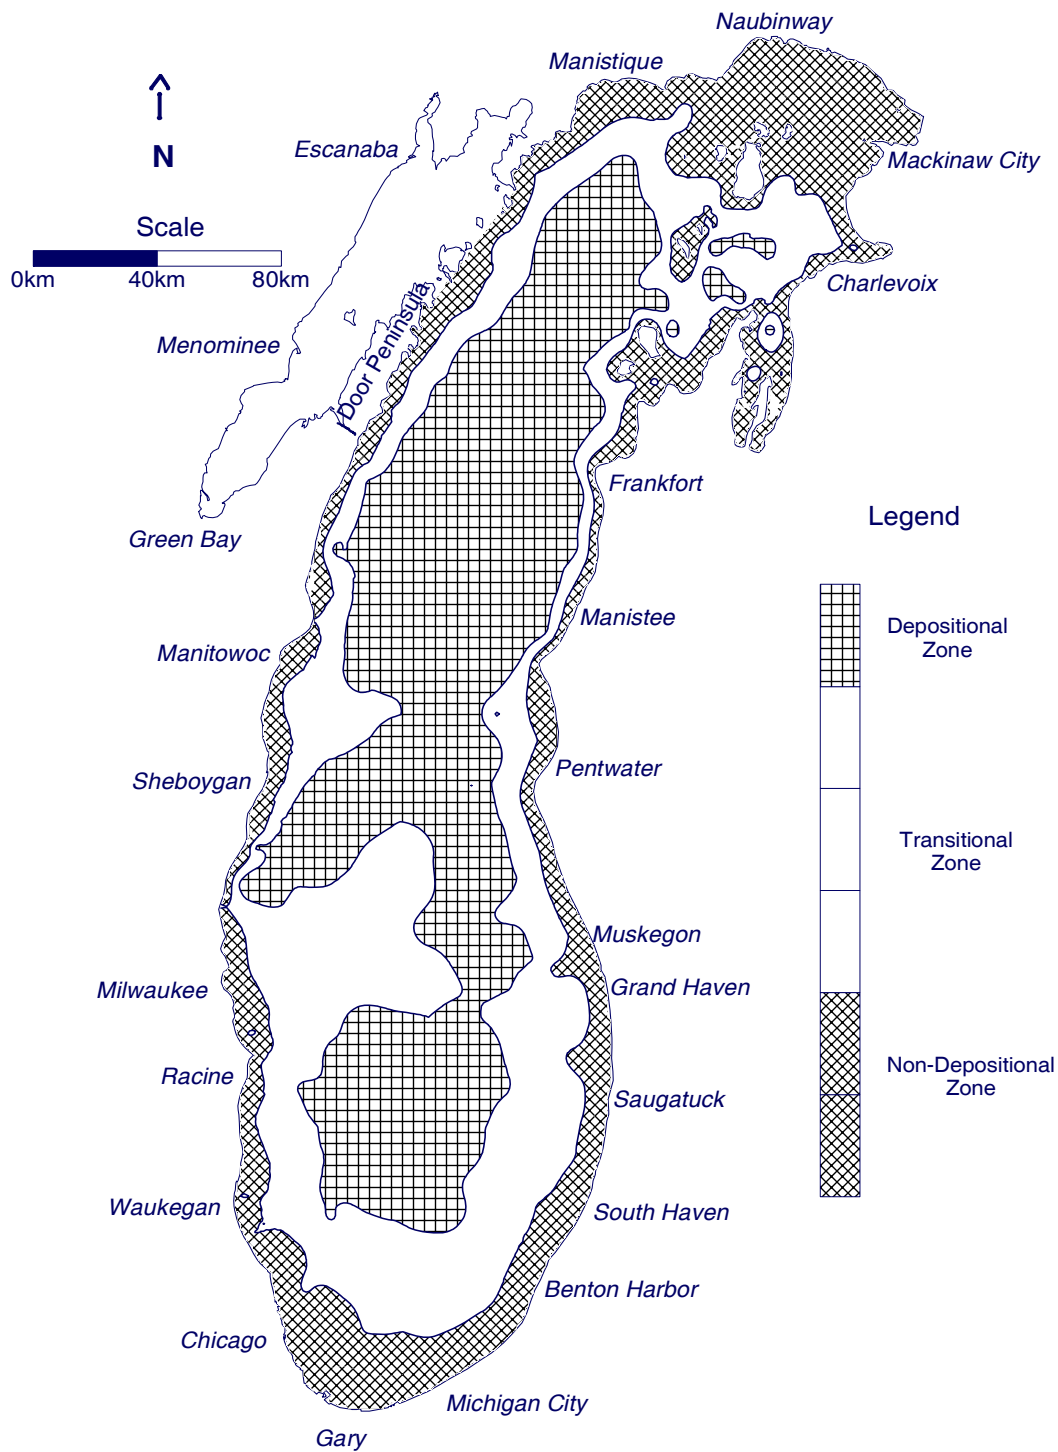 Naubinway
Manistique
Escanaba
N
Mackinaw City
Scale
0km
40km
80km
Charlevoix
Door Peninsula
Menominee
Frankfort
Legend
Green Bay
Manistee
Depositional
Zone
Manitowoc
Pentwater
Sheboygan
Transitional
Zone
Muskegon
Milwaukee
Grand Haven
Racine
Non-Depositional
Zone
Saugatuck
Waukegan
South Haven
Benton Harbor
Chicago
Michigan City
Gary